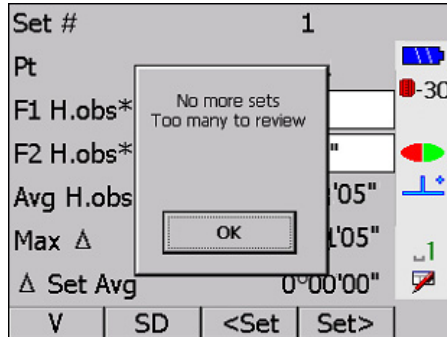 Set # 1
Pt
-30
F1 H.obs*
No more sets
Too many to review
F2 H.obs* "
Avg H.obs '05"
OK
Max Δ 1'05"
1
Δ Set Avg 0°00'00"
V SD <Set Set>